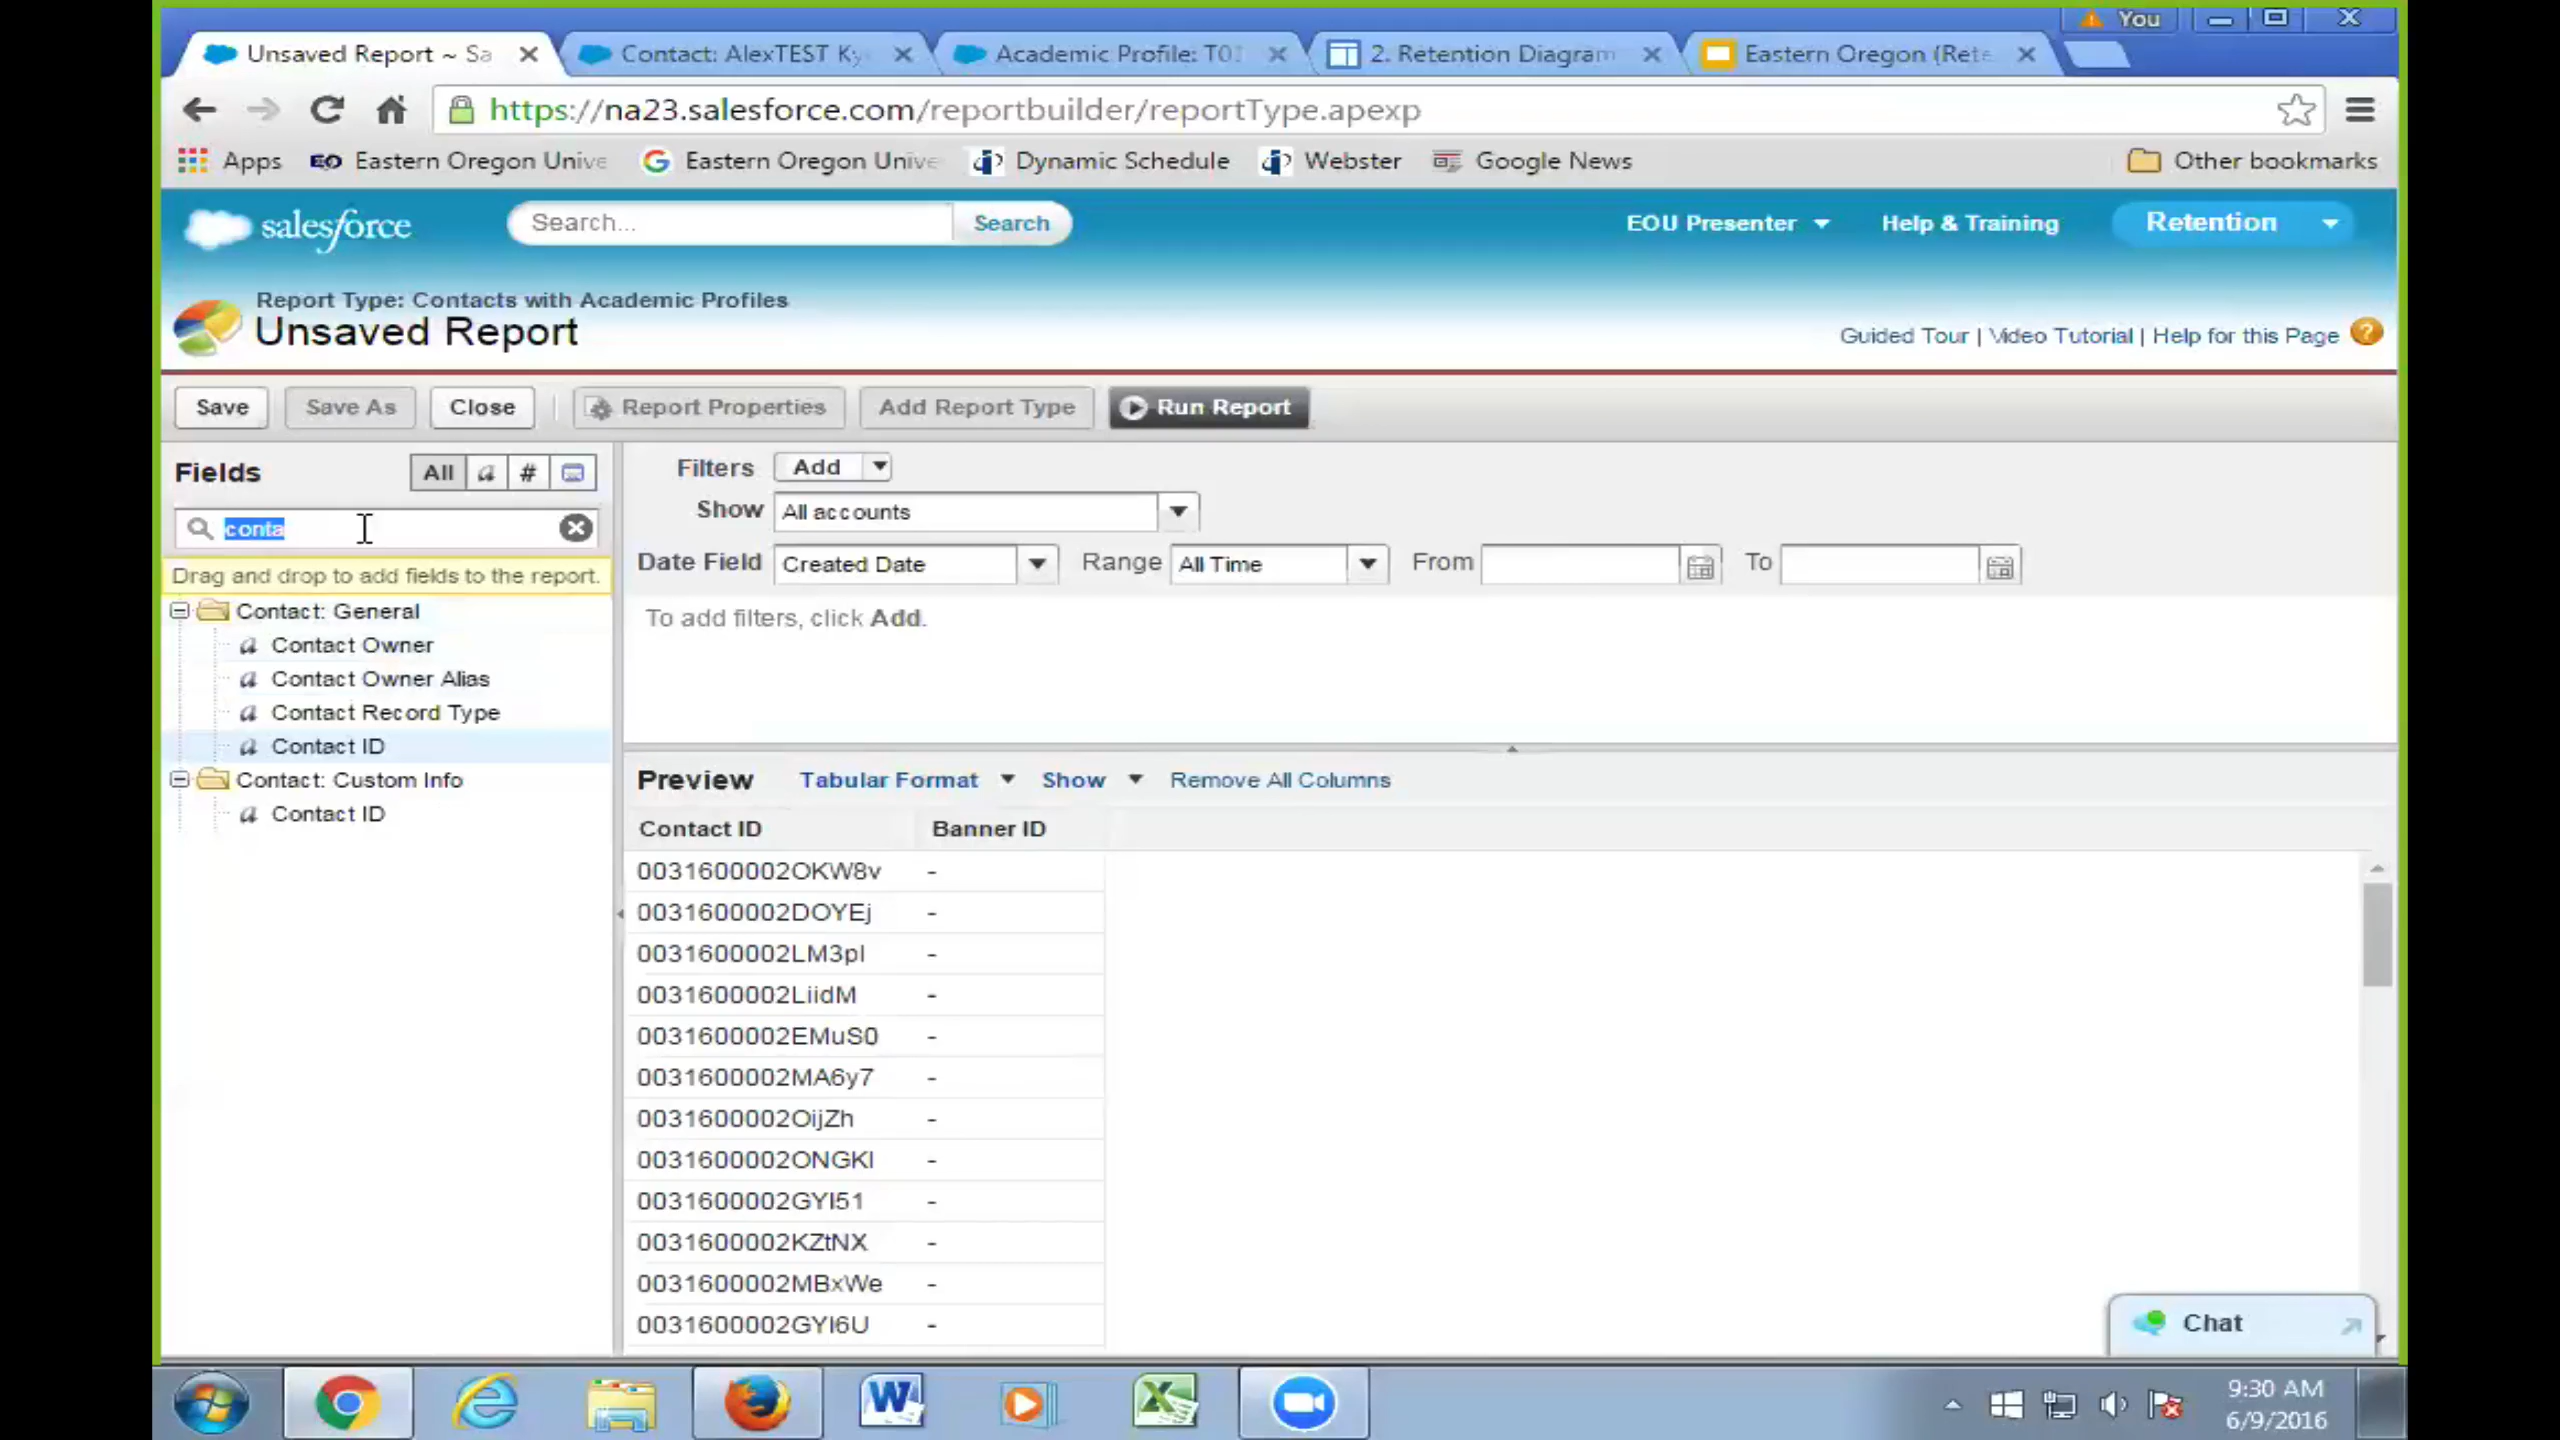 You
Unsaved Report ~ Sa
Contact: AlexTEST Ky
Academic Profile: T01
2. Retention Diagram
Eastern Oregon (Rete
https://na23.salesforce.com/reportbuilder/reportType.apexp
Apps
EO Eastern Oregon Unive
G Eastern Oregon Unive
Dynamic Schedule
Webster
Google News
Other bookmarks
salesforce
Search...
Search
EOU Presenter
Help & Training
Retention
Report Type: Contacts with Academic Profiles
Unsaved Report
Guided Tour | Video Tutorial | Help for this Page ?
Save
Save As
Close
Report Properties
Add Report Type
Run Report
Fields
All a #
conta
Drag and drop to add fields to the report.
Contact: General
a Contact Owner
a Contact Owner Alias
a Contact Record Type
a Contact ID
Contact: Custom Info
a Contact ID
Filters Add
Show All accounts
Date Field Created Date Range All Time From To
To add filters, click Add.
Preview Tabular Format Show Remove All Columns
Contact ID Banner ID
0031600002OKW8v -
0031600002DOYEj -
0031600002LM3pI -
0031600002LiidM -
0031600002EMuS0 -
0031600002MA6y7 -
0031600002OijZh -
0031600002ONGKI -
0031600002GYI51 -
0031600002KZtNX -
0031600002MBxWe -
0031600002GYI6U -
Chat
9:30 AM
6/9/2016